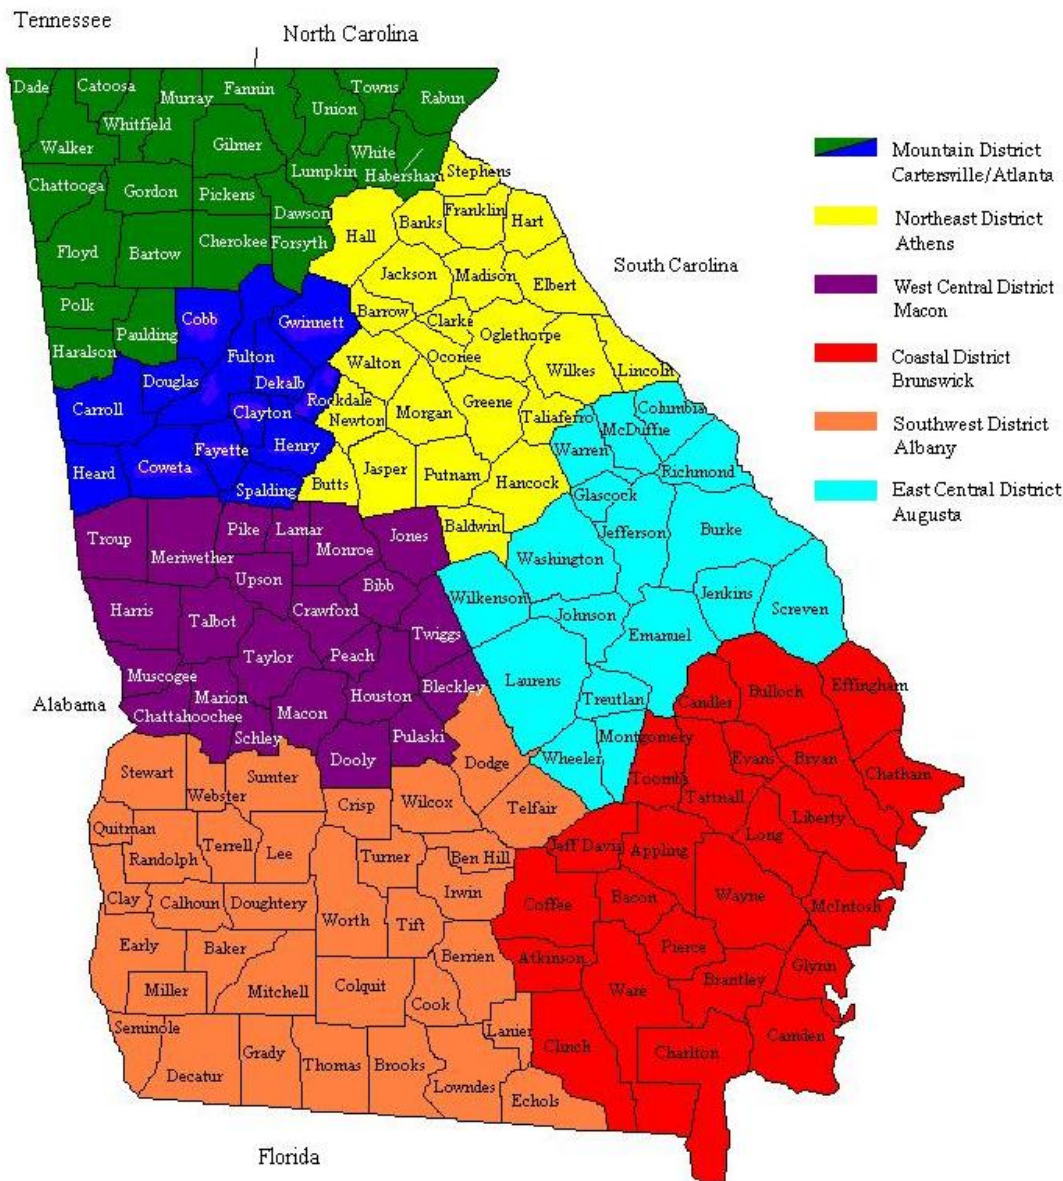 Tennessee
North Carolina
Dade
Catoosa
Murray
Fannin
Union
Towns
Rabun
Whitfield
Walker
Gilmer
White
Lumpkin
Habersham
Stephens
Chattooga
Gordon
Pickens
Dawson
Franklin
Banks
Hart
Hall
Floyd
Bartow
Cherokee
Forsyth
South Carolina
Jackson
Madison
Elbert
Polk
Paulding
Cobb
Gwinnett
Barrow
Clarke
Oglethorpe
Haralson
Fulton
Walton
Oconee
Wilkes
Lincoln
Douglas
Dekalb
Carroll
Rockdale
Clayton
Newton
Morgan
Greene
Taliaferro
Columbia
McDuffie
Fayette
Henry
Warren
Heard
Coweta
Jasper
Putnam
Hancock
Richmond
Butts
Spalding
Glascock
Baldwin
Jefferson
Burke
Troup
Pike
Lamar
Jones
Meriwether
Monroe
Washington
Upson
Bibb
Wilkenson
Jenkins
Screven
Harris
Talbot
Crawford
Johnson
Emanuel
Twiggs
Taylor
Peach
Muscogee
Laurens
Bleckley
Marion
Houston
Treutlan
Candler
Bulloch
Effingham
Alabama
Chattahoochee
Macon
Schley
Pulaski
Montgomery
Dooly
Wheeler
Evans
Bryan
Stewart
Sumter
Dodge
Toombs
Chatham
Webster
Crisp
Wilcox
Telfair
Tattnall
Quitman
Liberty
Long
Randolph
Terrell
Lee
Turner
Ben Hill
Jeff Davis
Appling
Clay
Calhoun
Doughtery
Irwin
Coffee
Bacon
Wayne
McIntosh
Worth
Tift
Early
Baker
Berrien
Pierce
Atkinson
Glynn
Miller
Mitchell
Colquit
Cook
Ware
Brantley
Seminole
Lanier
Camden
Grady
Thomas
Brooks
Clinch
Charlton
Decatur
Lowndes
Echols
Florida
Mountain District
Cartersville/Atlanta
Northeast District
Athens
West Central District
Macon
Coastal District
Brunswick
Southwest District
Albany
East Central District
Augusta